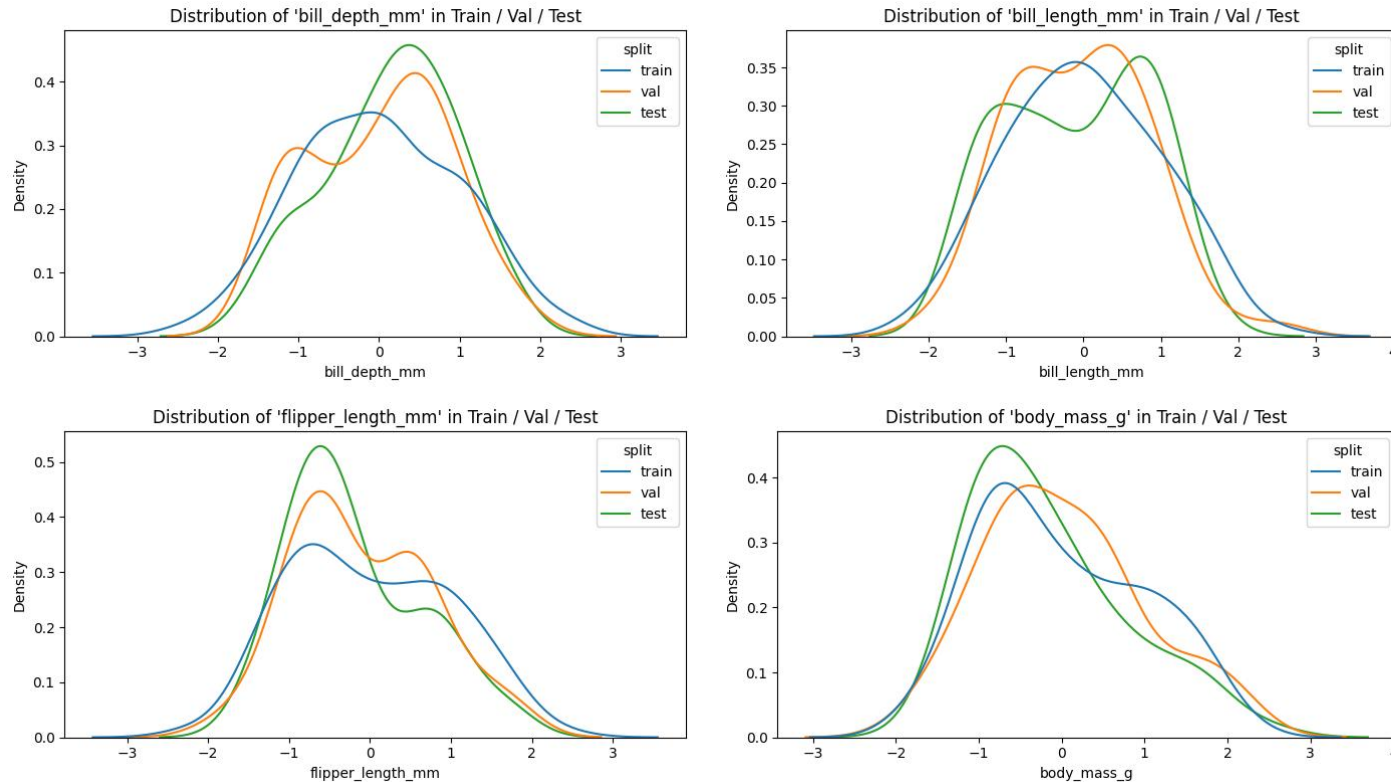 Distribution of 'bill_depth_mm' in Train / Val / Test
split
train
val
test
Density
0.4
0.3
0.2
0.1
0.0
−3 −2 −1 0 1 2 3
bill_depth_mm
Distribution of 'bill_length_mm' in Train / Val / Test
split
train
val
test
Density
0.35
0.30
0.25
0.20
0.15
0.10
0.05
0.00
−3 −2 −1 0 1 2 3
bill_length_mm
Distribution of 'flipper_length_mm' in Train / Val / Test
split
train
val
test
Density
0.5
0.4
0.3
0.2
0.1
0.0
−3 −2 −1 0 1 2 3
flipper_length_mm
Distribution of 'body_mass_g' in Train / Val / Test
split
train
val
test
Density
0.4
0.3
0.2
0.1
0.0
−3 −2 −1 0 1 2 3
body_mass_g